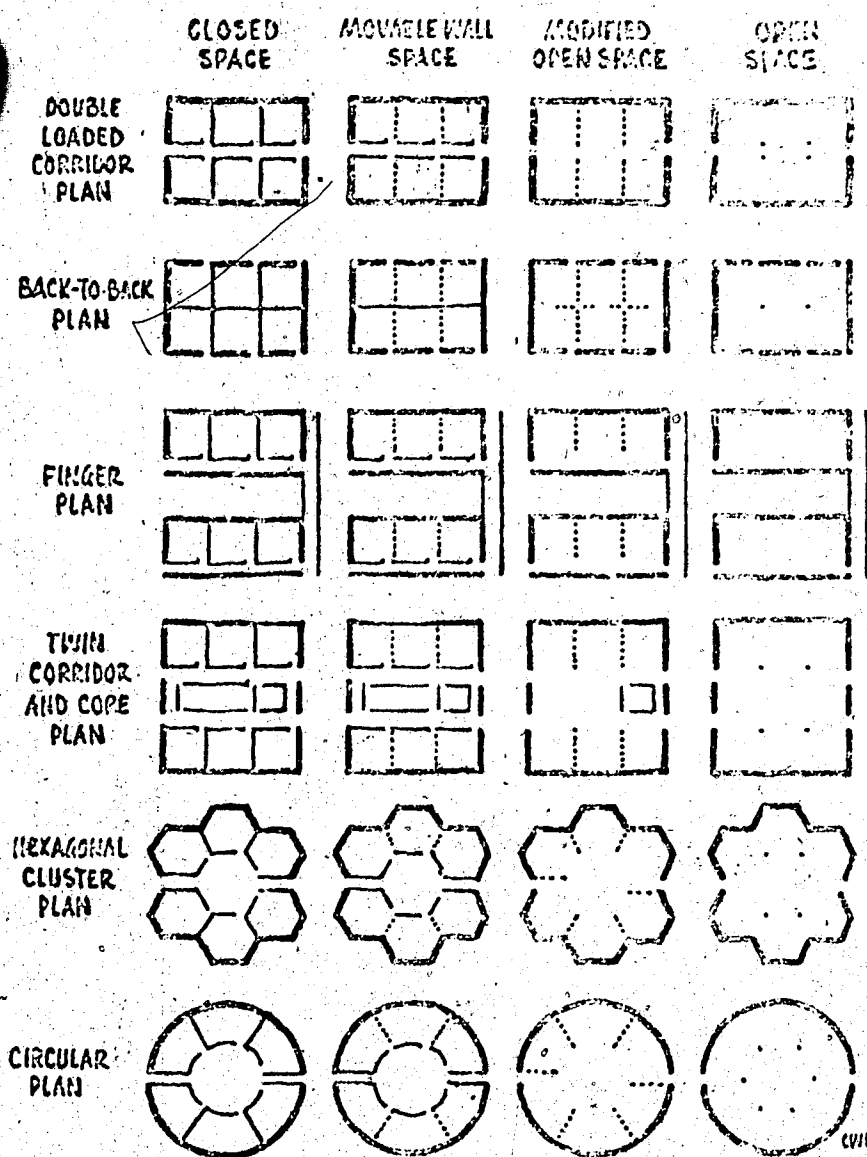 CLOSED
SPACE
MOVABLE WALL
SPACE
MODIFIED
OPEN SPACE
OPEN
SPACE
DOUBLE
LOADED
CORRIDOR
PLAN
BACK-TO-BACK
PLAN
FINGER
PLAN
TWIN
CORRIDOR
AND CORE
PLAN
HEXAGONAL
CLUSTER
PLAN
CIRCULAR
PLAN